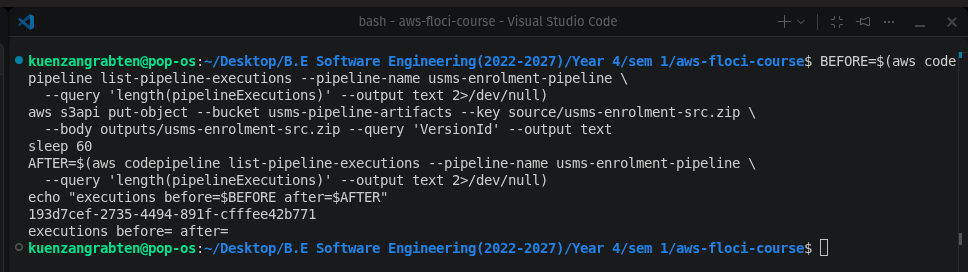 bash - aws-floci-course - Visual Studio Code
kuenzangrabten@pop-os:~/Desktop/B.E Software Engineering(2022-2027)/Year 4/sem 1/aws-floci-course$ BEFORE=$(aws code
pipeline list-pipeline-executions --pipeline-name usms-enrolment-pipeline \
  --query 'length(pipelineExecutions)' --output text 2>/dev/null)
aws s3api put-object --bucket usms-pipeline-artifacts --key source/usms-enrolment-src.zip \
  --body outputs/usms-enrolment-src.zip --query 'VersionId' --output text
sleep 60
AFTER=$(aws codepipeline list-pipeline-executions --pipeline-name usms-enrolment-pipeline \
  --query 'length(pipelineExecutions)' --output text 2>/dev/null)
echo "executions before=$BEFORE after=$AFTER"
193d7cef-2735-4494-891f-cfffee42b771
executions before= after=
kuenzangrabten@pop-os:~/Desktop/B.E Software Engineering(2022-2027)/Year 4/sem 1/aws-floci-course$